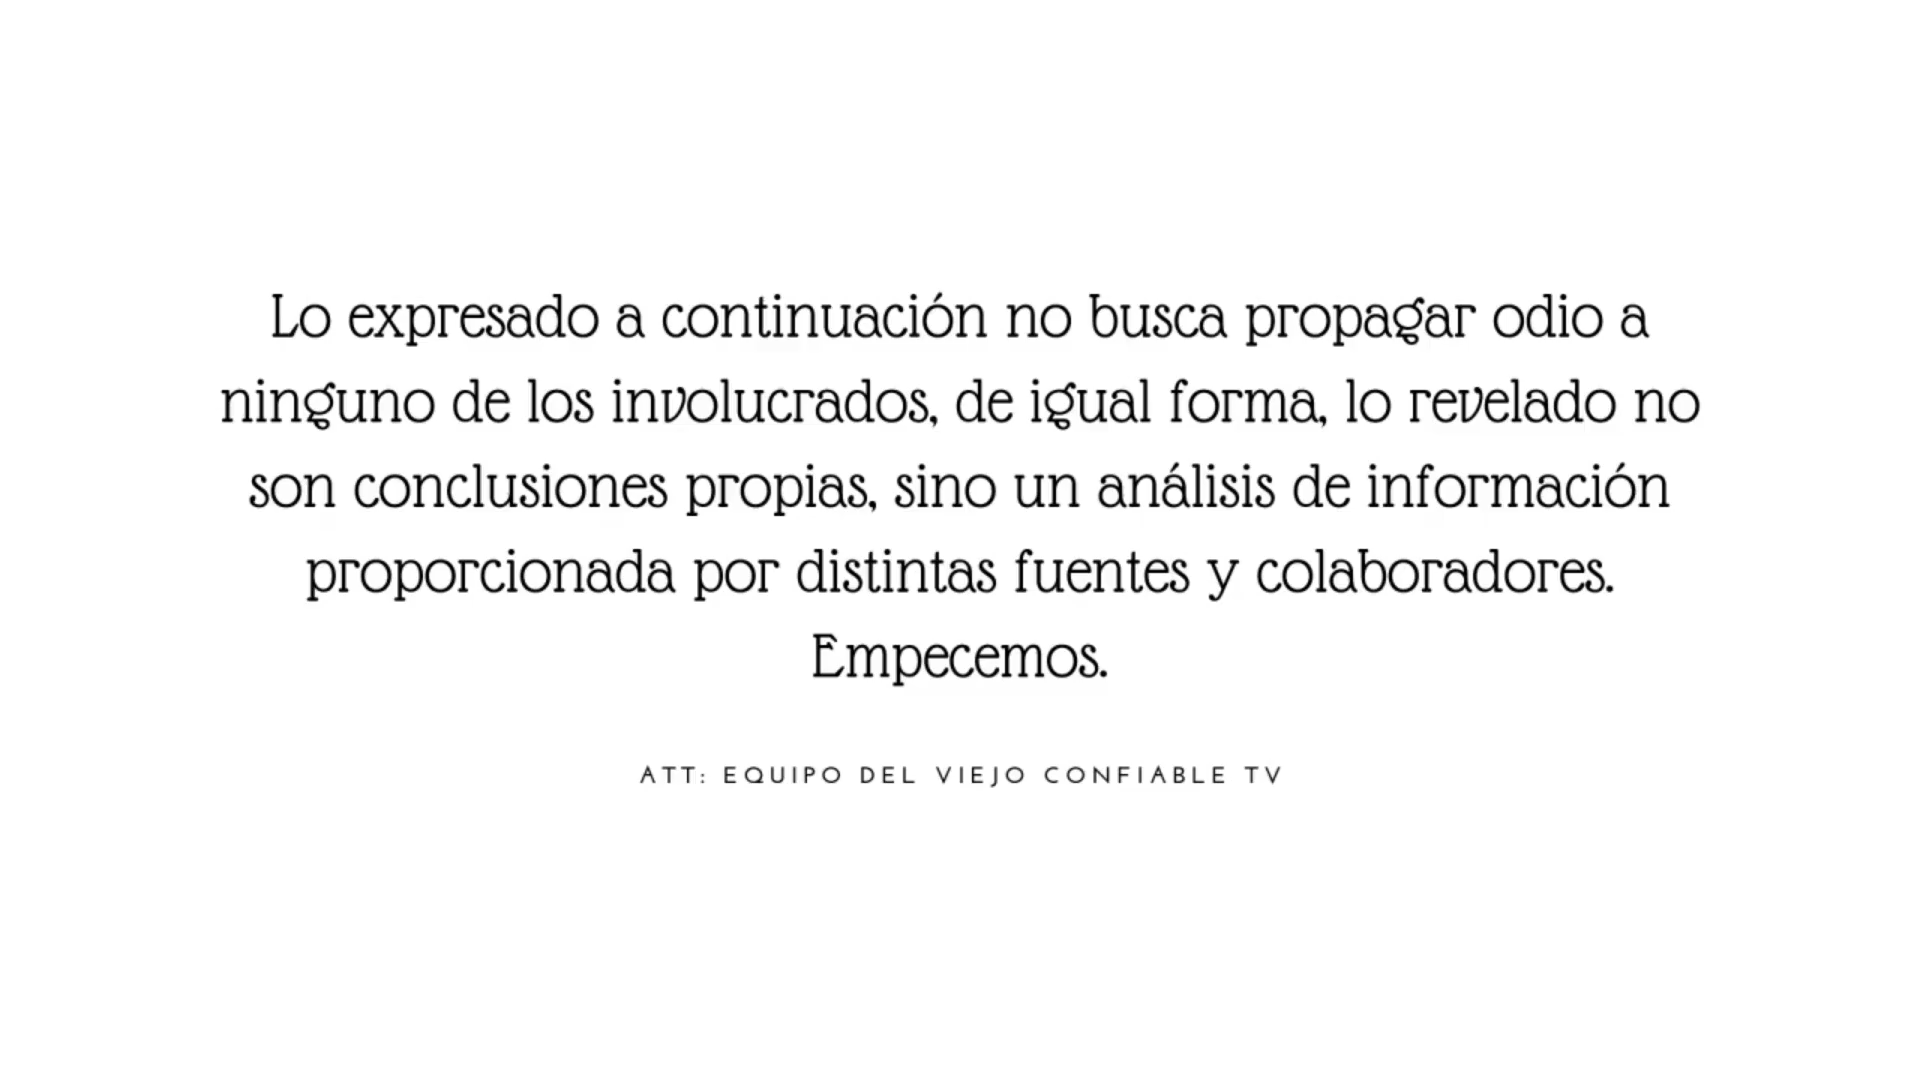 Lo expresado a continuación no busca propagar odio a
ninguno de los involucrados, de igual forma, lo revelado no
son conclusiones propias, sino un análisis de información
proporcionada por distintas fuentes y colaboradores.
Empecemos.
ATT: EQUIPO DEL VIEJO CONFIABLE TV